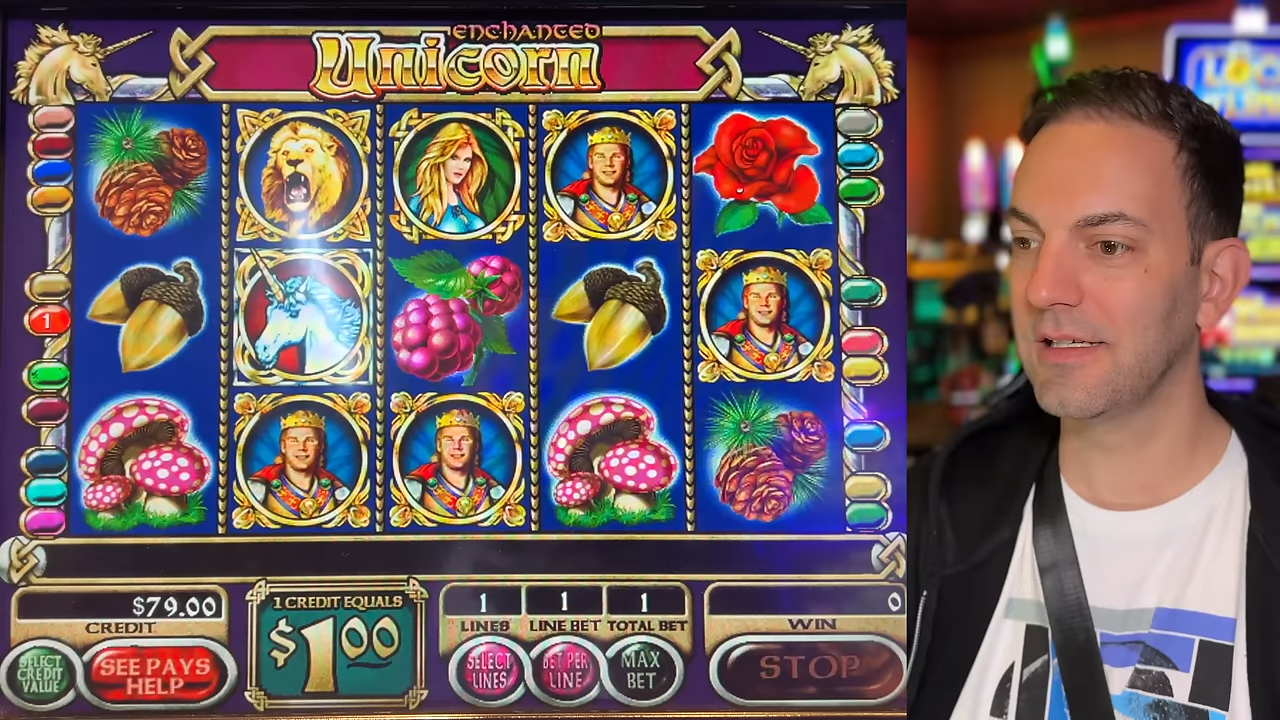 ENCHANTED
Unicorn
1
$79.00
CREDIT
1 CREDIT EQUALS
$1.00
1 1 1
LINES LINE BET TOTAL BET
0
WIN
SELECT CREDIT VALUE
SEE PAYS HELP
SELECT LINES
BET PER LINE
MAX BET
STOP